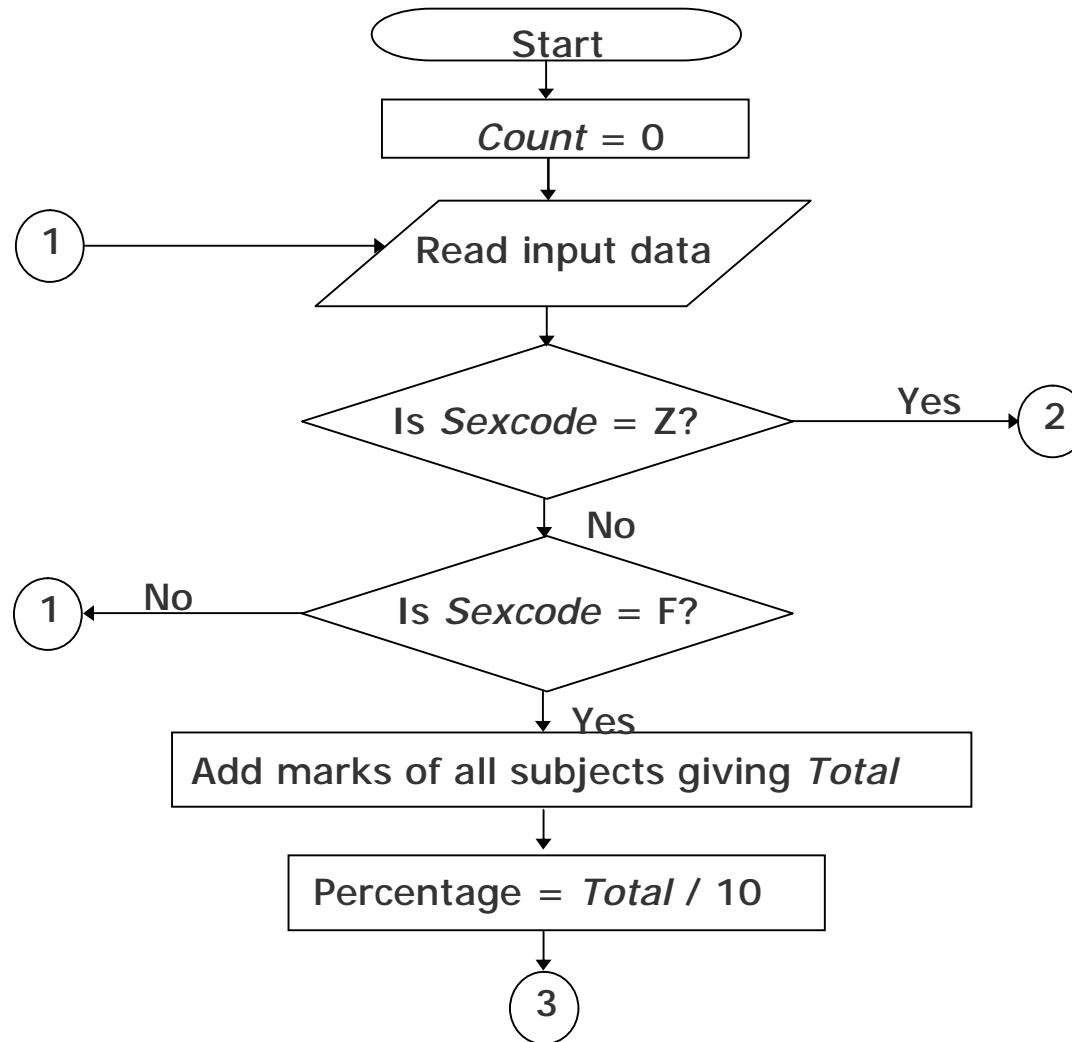 Start
Count = 0
1
Read input data
Is Sexcode = Z?
Yes
2
No
Is Sexcode = F?
No
1
Yes
Add marks of all subjects giving Total
Percentage = Total / 10
3